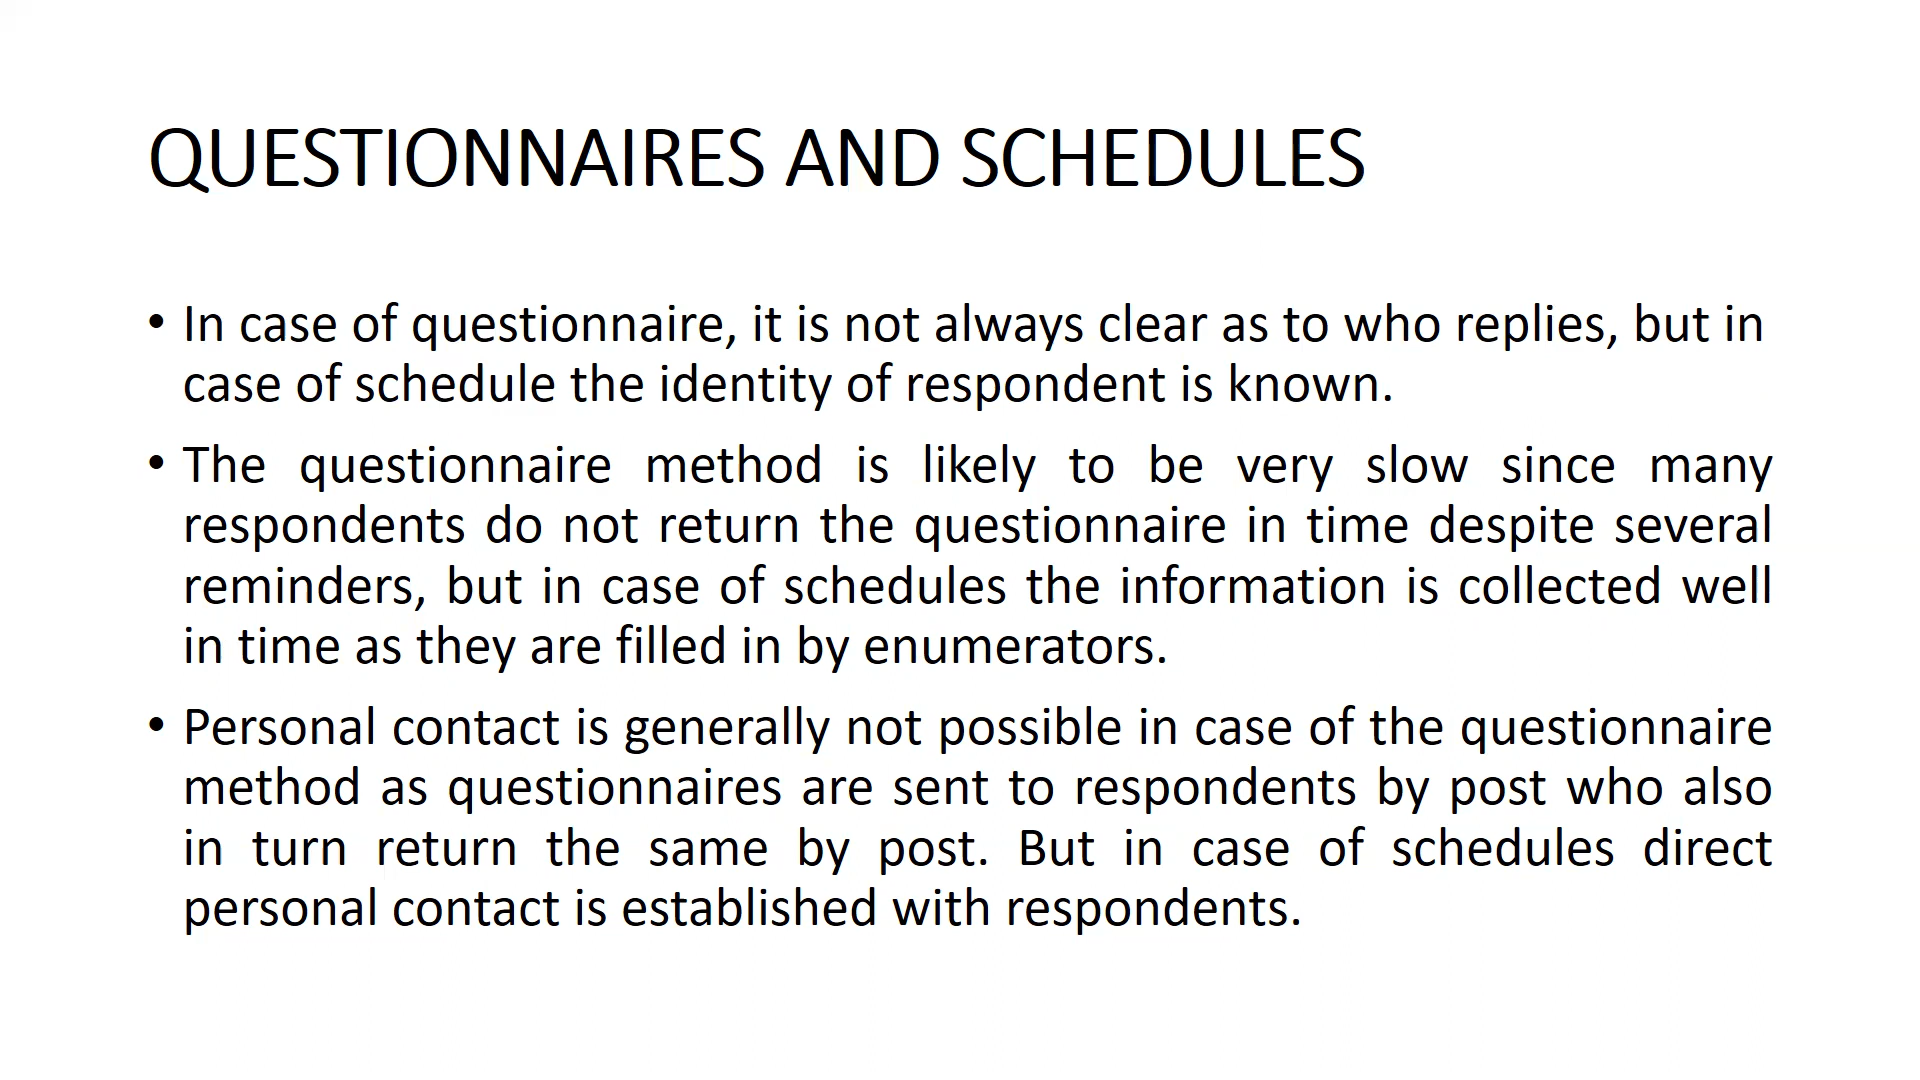 QUESTIONNAIRES AND SCHEDULES
• In case of questionnaire, it is not always clear as to who replies, but in
case of schedule the identity of respondent is known.
• The questionnaire method is likely to be very slow since many
respondents do not return the questionnaire in time despite several
reminders, but in case of schedules the information is collected well
in time as they are filled in by enumerators.
• Personal contact is generally not possible in case of the questionnaire
method as questionnaires are sent to respondents by post who also
in turn return the same by post. But in case of schedules direct
personal contact is established with respondents.